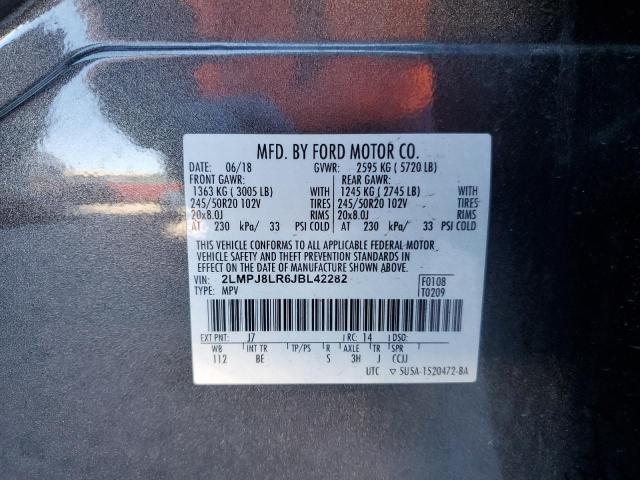 MFD. BY FORD MOTOR CO.
DATE: 06/18 GVWR: 2595 KG ( 5720 LB)
FRONT GAWR: REAR GAWR:
1363 KG ( 3005 LB) WITH 1245 KG ( 2745 LB) WITH
245/50R20 102V TIRES 245/50R20 102V TIRES
20x8.0J RIMS 20x8.0J RIMS
AT 230 kPa/ 33 PSI COLD AT 230 kPa/ 33 PSI COLD
THIS VEHICLE CONFORMS TO ALL APPLICABLE FEDERAL MOTOR
VEHICLE SAFETY AND THEFT PREVENTION STANDARDS IN
EFFECT ON THE DATE OF MANUFACTURE SHOWN ABOVE.
VIN: 2LMPJ8LR6JBL42282 F0108
TYPE: MPV T0209
EXT PNT: J7 RC: 14 DSO:
WB INT TR TP/PS R AXLE TR SPR
112 BE S 3H J CCJJ
UTC ▽ 5USA-1520472-BA